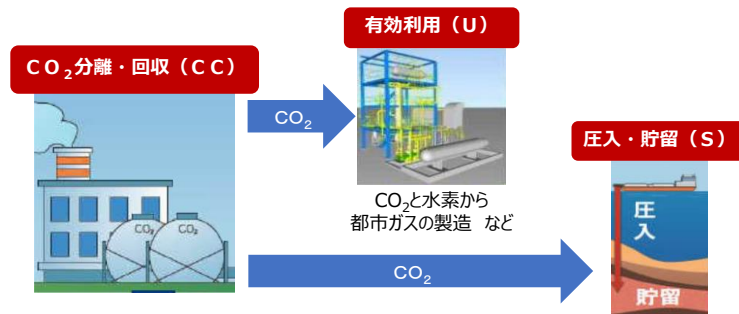 CO₂分離・回収（CC）
有効利用（U）
圧入・貯留（S）
CO₂
CO₂
CO₂
CO₂と水素から
都市ガスの製造 など
CO₂
圧
入
貯留